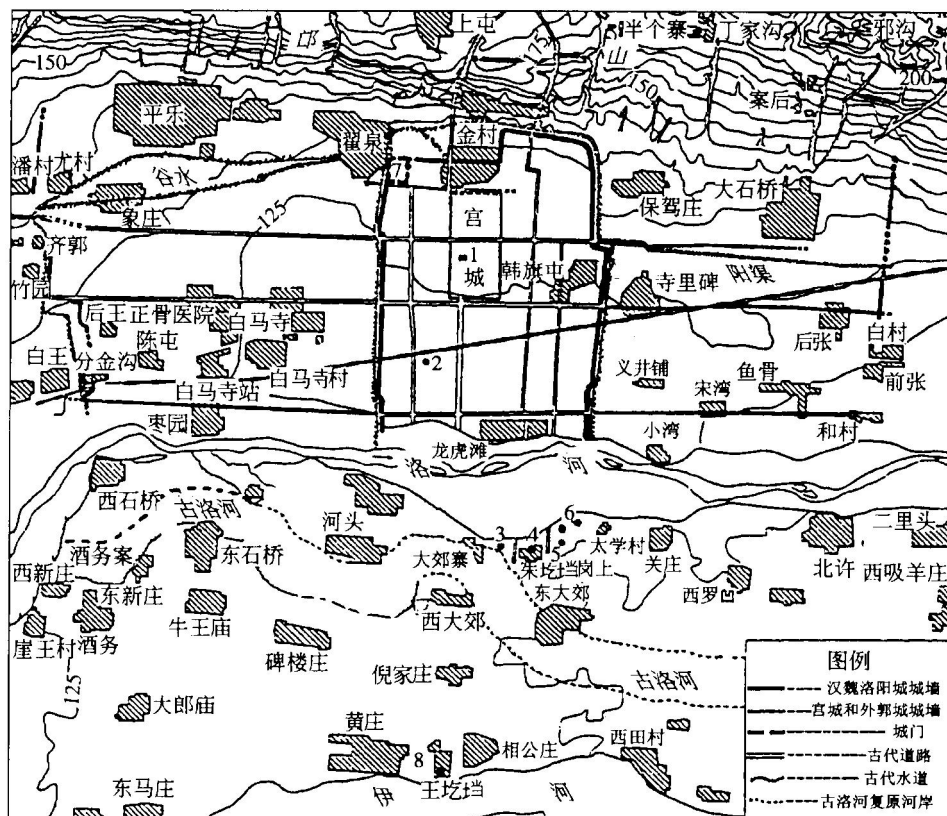 上屯
半个寨
丁家沟
邪沟
邙
山
175
150
150
200
寨后
平乐
翟泉
金村
潘村
尤村
谷水
7
大石桥
保驾庄
象庄
宫
125
齐郭
1
城
韩旗屯
寺里碑
阳渠
竹园
后王
正骨医院
白马寺
陈屯
后张
白村
白王
分金沟
2
义井铺
鱼骨
前张
白马寺站
白马寺村
宋湾
枣园
小湾
和村
龙虎滩
洛
河
西石桥
古洛河
河头
6
二里头
3
4
5
太学村
酒务案
东石桥
大郊寨
朱圪垱
岗上
关庄
北许
西吸羊庄
西新庄
东新庄
西大郊
东大郊
西罗
崖王村
酒务
牛王庙
碑楼庄
125
倪家庄
古洛河
大郎庙
黄庄
相公庄
西田村
8
王圪垱
东马庄
伊
河
图例
汉魏洛阳城城墙
宫城和外郭城城墙
城门
古代道路
古代水道
古洛河复原河岸